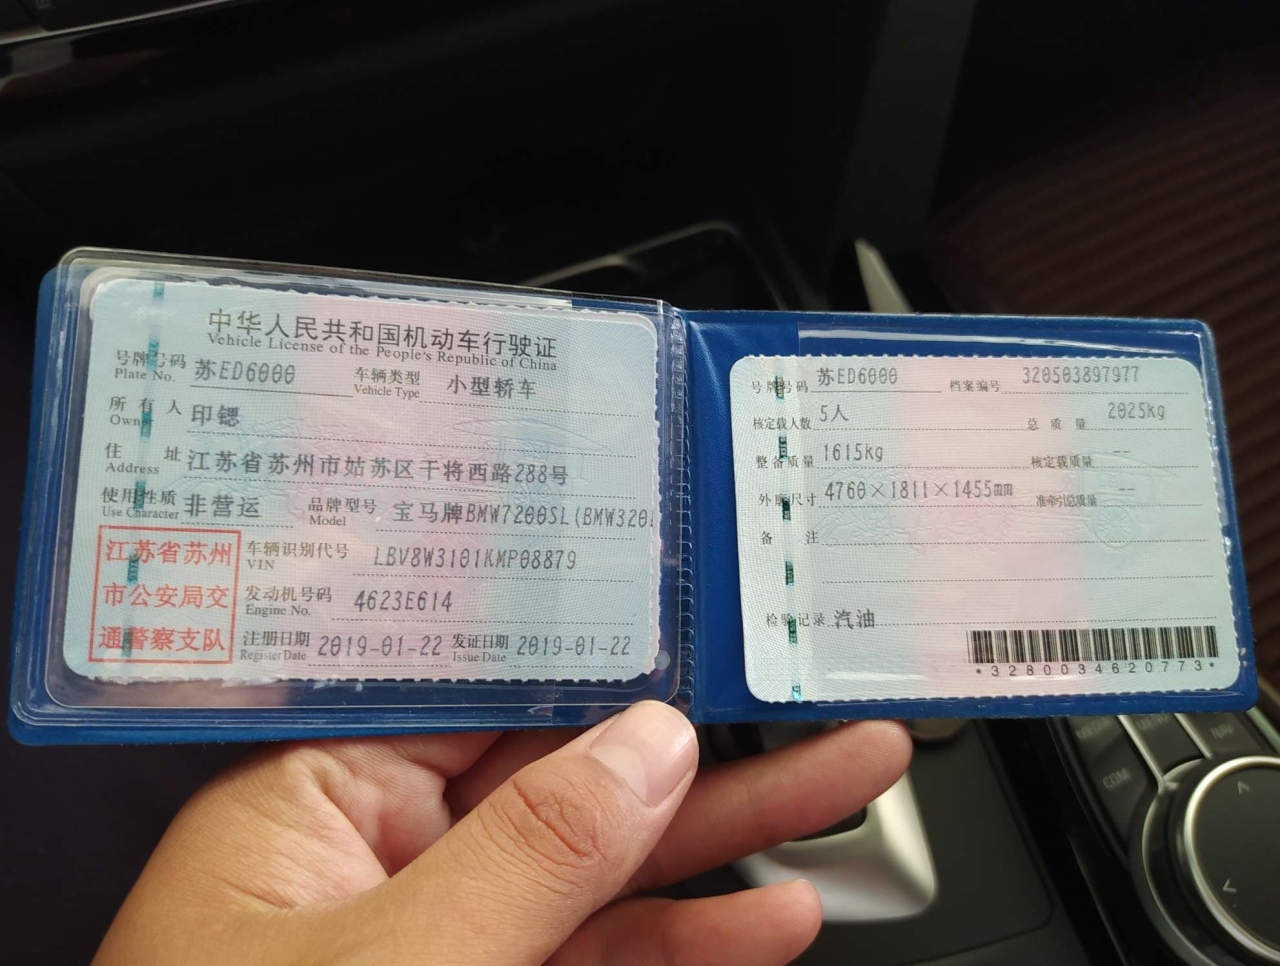 中华人民共和国机动车行驶证
Vehicle License of the People's Republic of China
号牌号码 苏ED6000 车辆类型 小型轿车
Plate No. Vehicle Type
所有人 印锶
Owner
住址 江苏省苏州市姑苏区干将西路288号
Address
使用性质 非营运 品牌型号 宝马牌BMW7200SL(BMW320
Use Character Model
江苏省苏州
市公安局交
通警察支队
车辆识别代号 LBV8W3101KMP08879
VIN
发动机号码 4623E614
Engine No.
注册日期 2019-01-22 发证日期 2019-01-22
Register Date Issue Date
号牌号码 苏ED6000 档案编号 320503897977
核定载人数 5人 总质量 2025kg
整备质量 1615kg 核定载质量 --
外廓尺寸 4760×1811×1455mm 准牵引总质量 --
备注
检验记录 汽油
*3280034620773*
COM